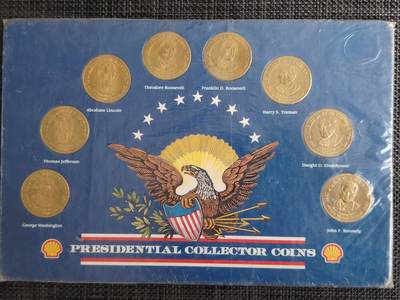 Theodore Roosevelt
Franklin D. Roosevelt
Abraham Lincoln
Harry S. Truman
Thomas Jefferson
Dwight D. Eisenhower
George Washington
John F. Kennedy
PRESIDENTIAL COLLECTOR COINS